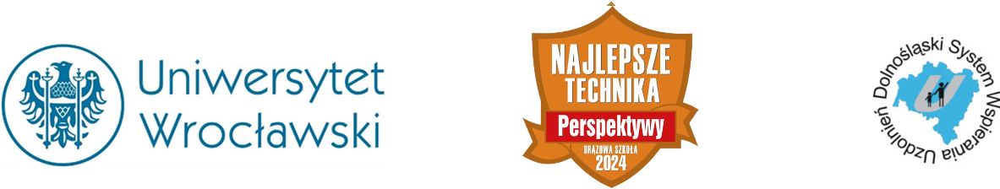 Uniwersytet
Wrocławski
NAJLEPSZE
TECHNIKA
Perspektywy
BRĄZOWA SZKOŁA
2024
Dolnośląski System Wspierania Uzdolnień